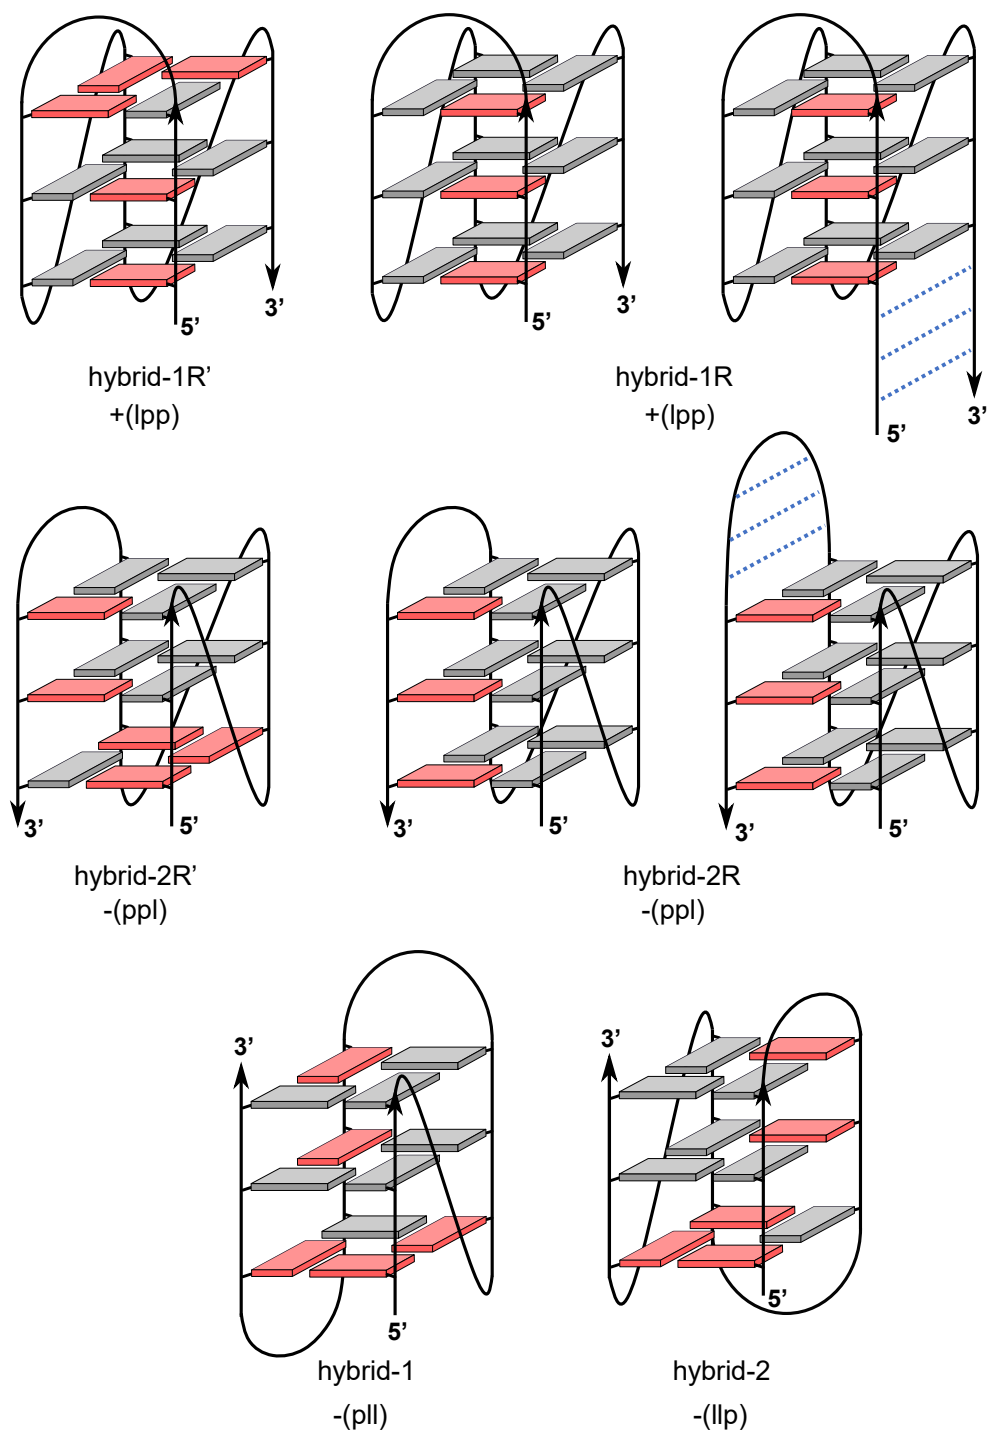 3’
5’
hybrid-1R’
+(lpp)
3’
5’
3’
5’
hybrid-1R
+(lpp)
3’
5’
hybrid-2R’
-(ppl)
3’
5’
3’
5’
hybrid-2R
-(ppl)
3’
5’
hybrid-1
-(pll)
3’
5’
hybrid-2
-(llp)